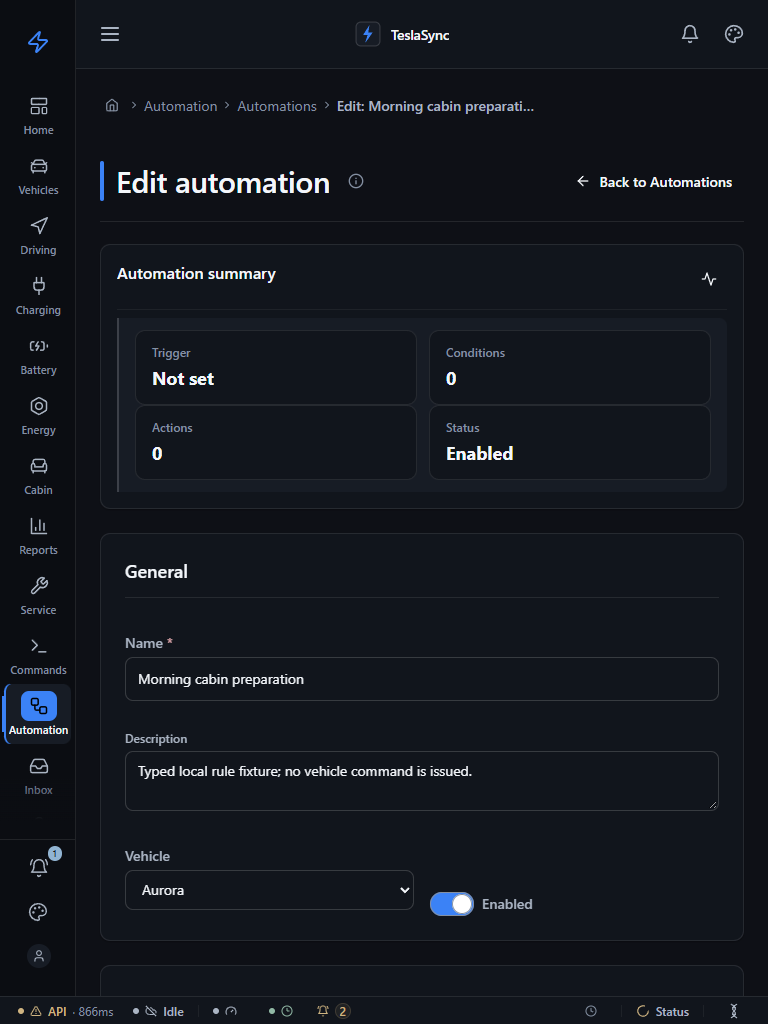 TeslaSync
Home
Vehicles
Driving
Charging
Battery
Energy
Cabin
Reports
Service
Commands
Automation
Inbox
1
Automation
Automations
Edit: Morning cabin preparati...
Edit automation
Back to Automations
Automation summary
Trigger
Not set
Conditions
0
Actions
0
Status
Enabled
General
Name *
Morning cabin preparation
Description
Typed local rule fixture; no vehicle command is issued.
Vehicle
Aurora
Enabled
API · 866ms
Idle
2
Status